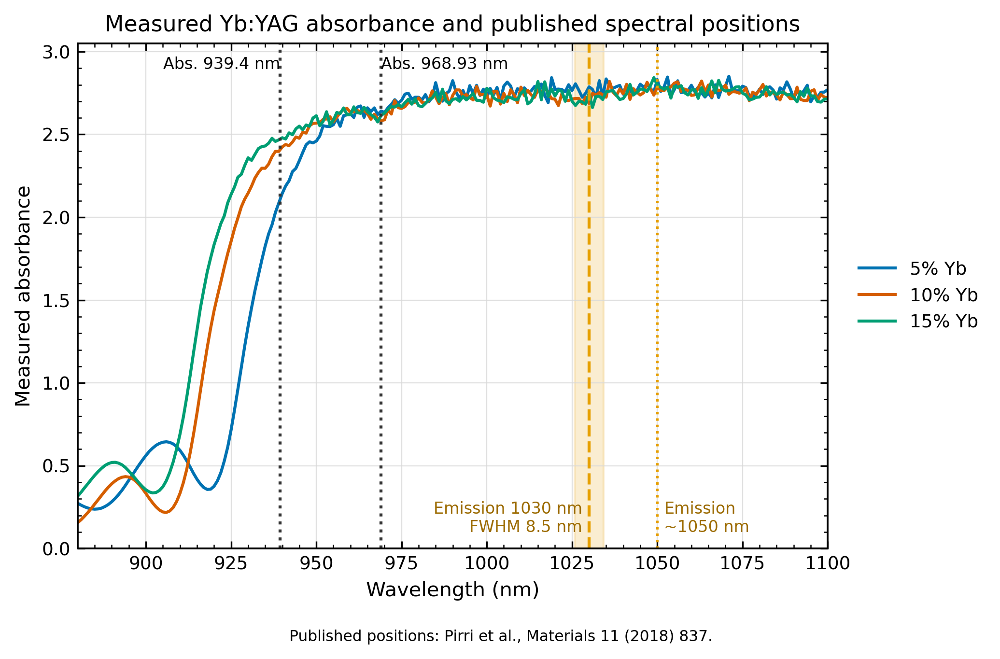 Measured Yb:YAG absorbance and published spectral positions
Abs. 939.4 nm
Abs. 968.93 nm
Measured absorbance
3.0
2.5
2.0
1.5
1.0
0.5
0.0
5% Yb
10% Yb
15% Yb
Emission 1030 nm
FWHM 8.5 nm
Emission
~1050 nm
900 925 950 975 1000 1025 1050 1075 1100
Wavelength (nm)
Published positions: Pirri et al., Materials 11 (2018) 837.